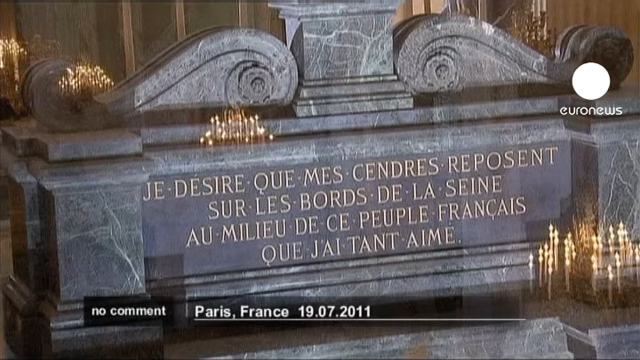 euronews
JE·DESIRE·QUE·MES·CENDRES·REPOSENT
SUR·LES·BORDS·DE·LA·SEINE
AU·MILIEU·DE·CE·PEUPLE·FRANÇAIS
QUE·J'AI·TANT·AIMÉ.
no comment
Paris, France 19.07.2011